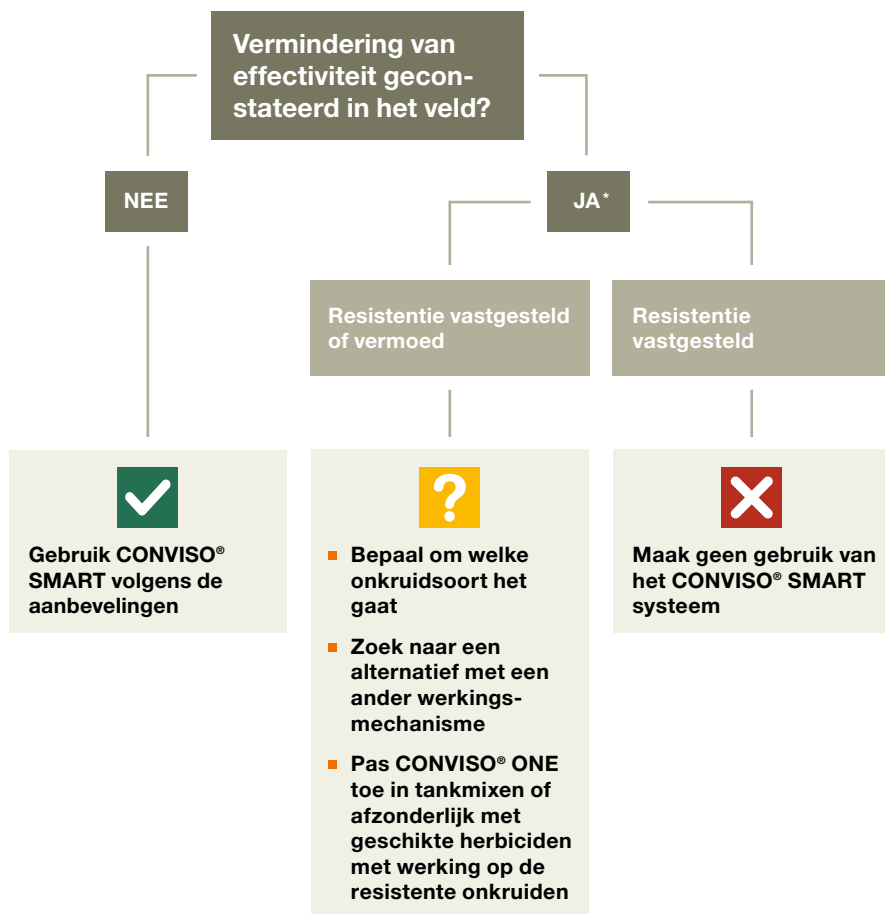 Vermindering van
effectiviteit gecon-
stateerd in het veld?
NEE
JA*
Resistentie vastgesteld
of vermoed
Resistentie
vastgesteld
Gebruik CONVISO®
SMART volgens de
aanbevelingen
Bepaal om welke
onkruidsoort het
gaat
Zoek naar een
alternatief met een
ander werkings-
mechanisme
Pas CONVISO® ONE
toe in tankmixen of
afzonderlijk met
geschikte herbiciden
met werking op de
resistente onkruiden
Maak geen gebruik van
het CONVISO® SMART
systeem